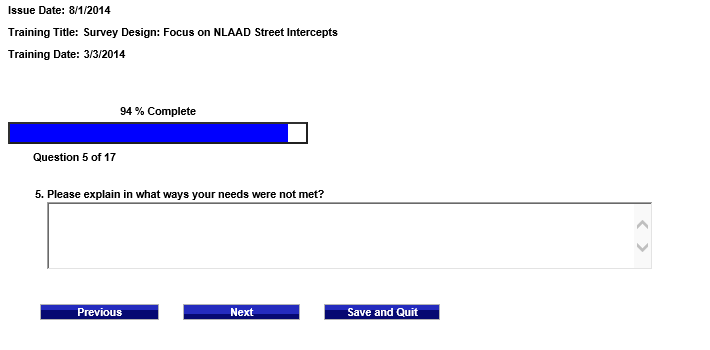 Issue Date: 8/1/2014
Training Title: Survey Design: Focus on NLAAD Street Intercepts
Training Date: 3/3/2014
94 % Complete
Question 5 of 17
5. Please explain in what ways your needs were not met?
Previous Next Save and Quit